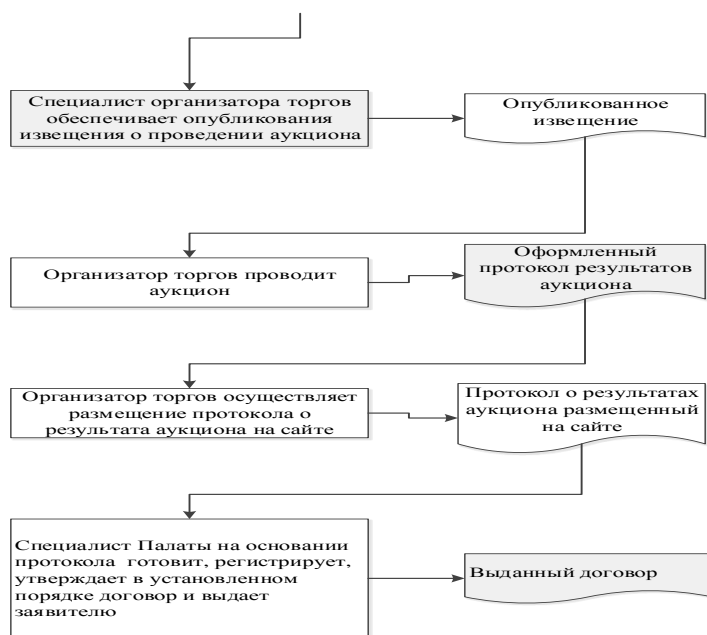 Специалист организатора торгов
обеспечивает опубликования
извещения о проведении аукциона
Опубликованное
извещение
Организатор торгов проводит
аукцион
Оформленный
протокол результатов
аукциона
Организатор торгов осуществляет
размещение протокола о
результата аукциона на сайте
Протокол о результатах
аукциона размещенный
на сайте
Специалист Палаты на основании
протокола готовит, регистрирует,
утверждает в установленном
порядке договор и выдает
заявителю
Выданный договор